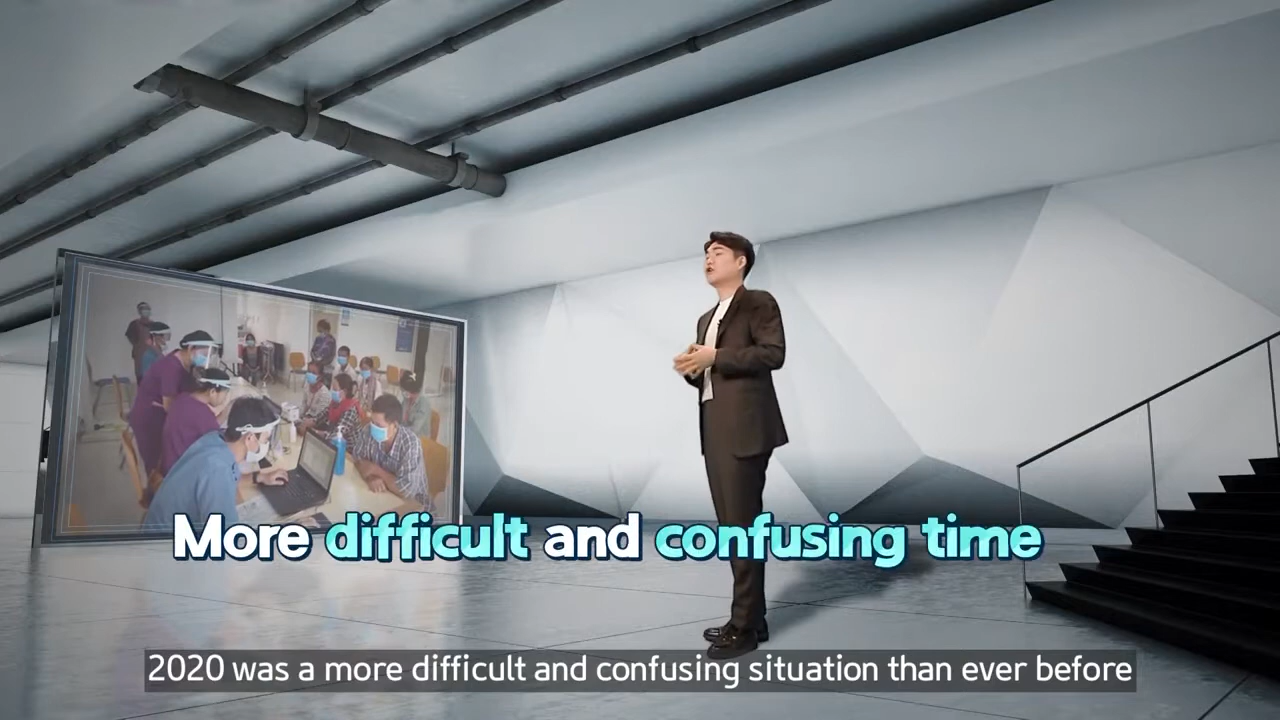 More difficult and confusing time
2020 was a more difficult and confusing situation than ever before